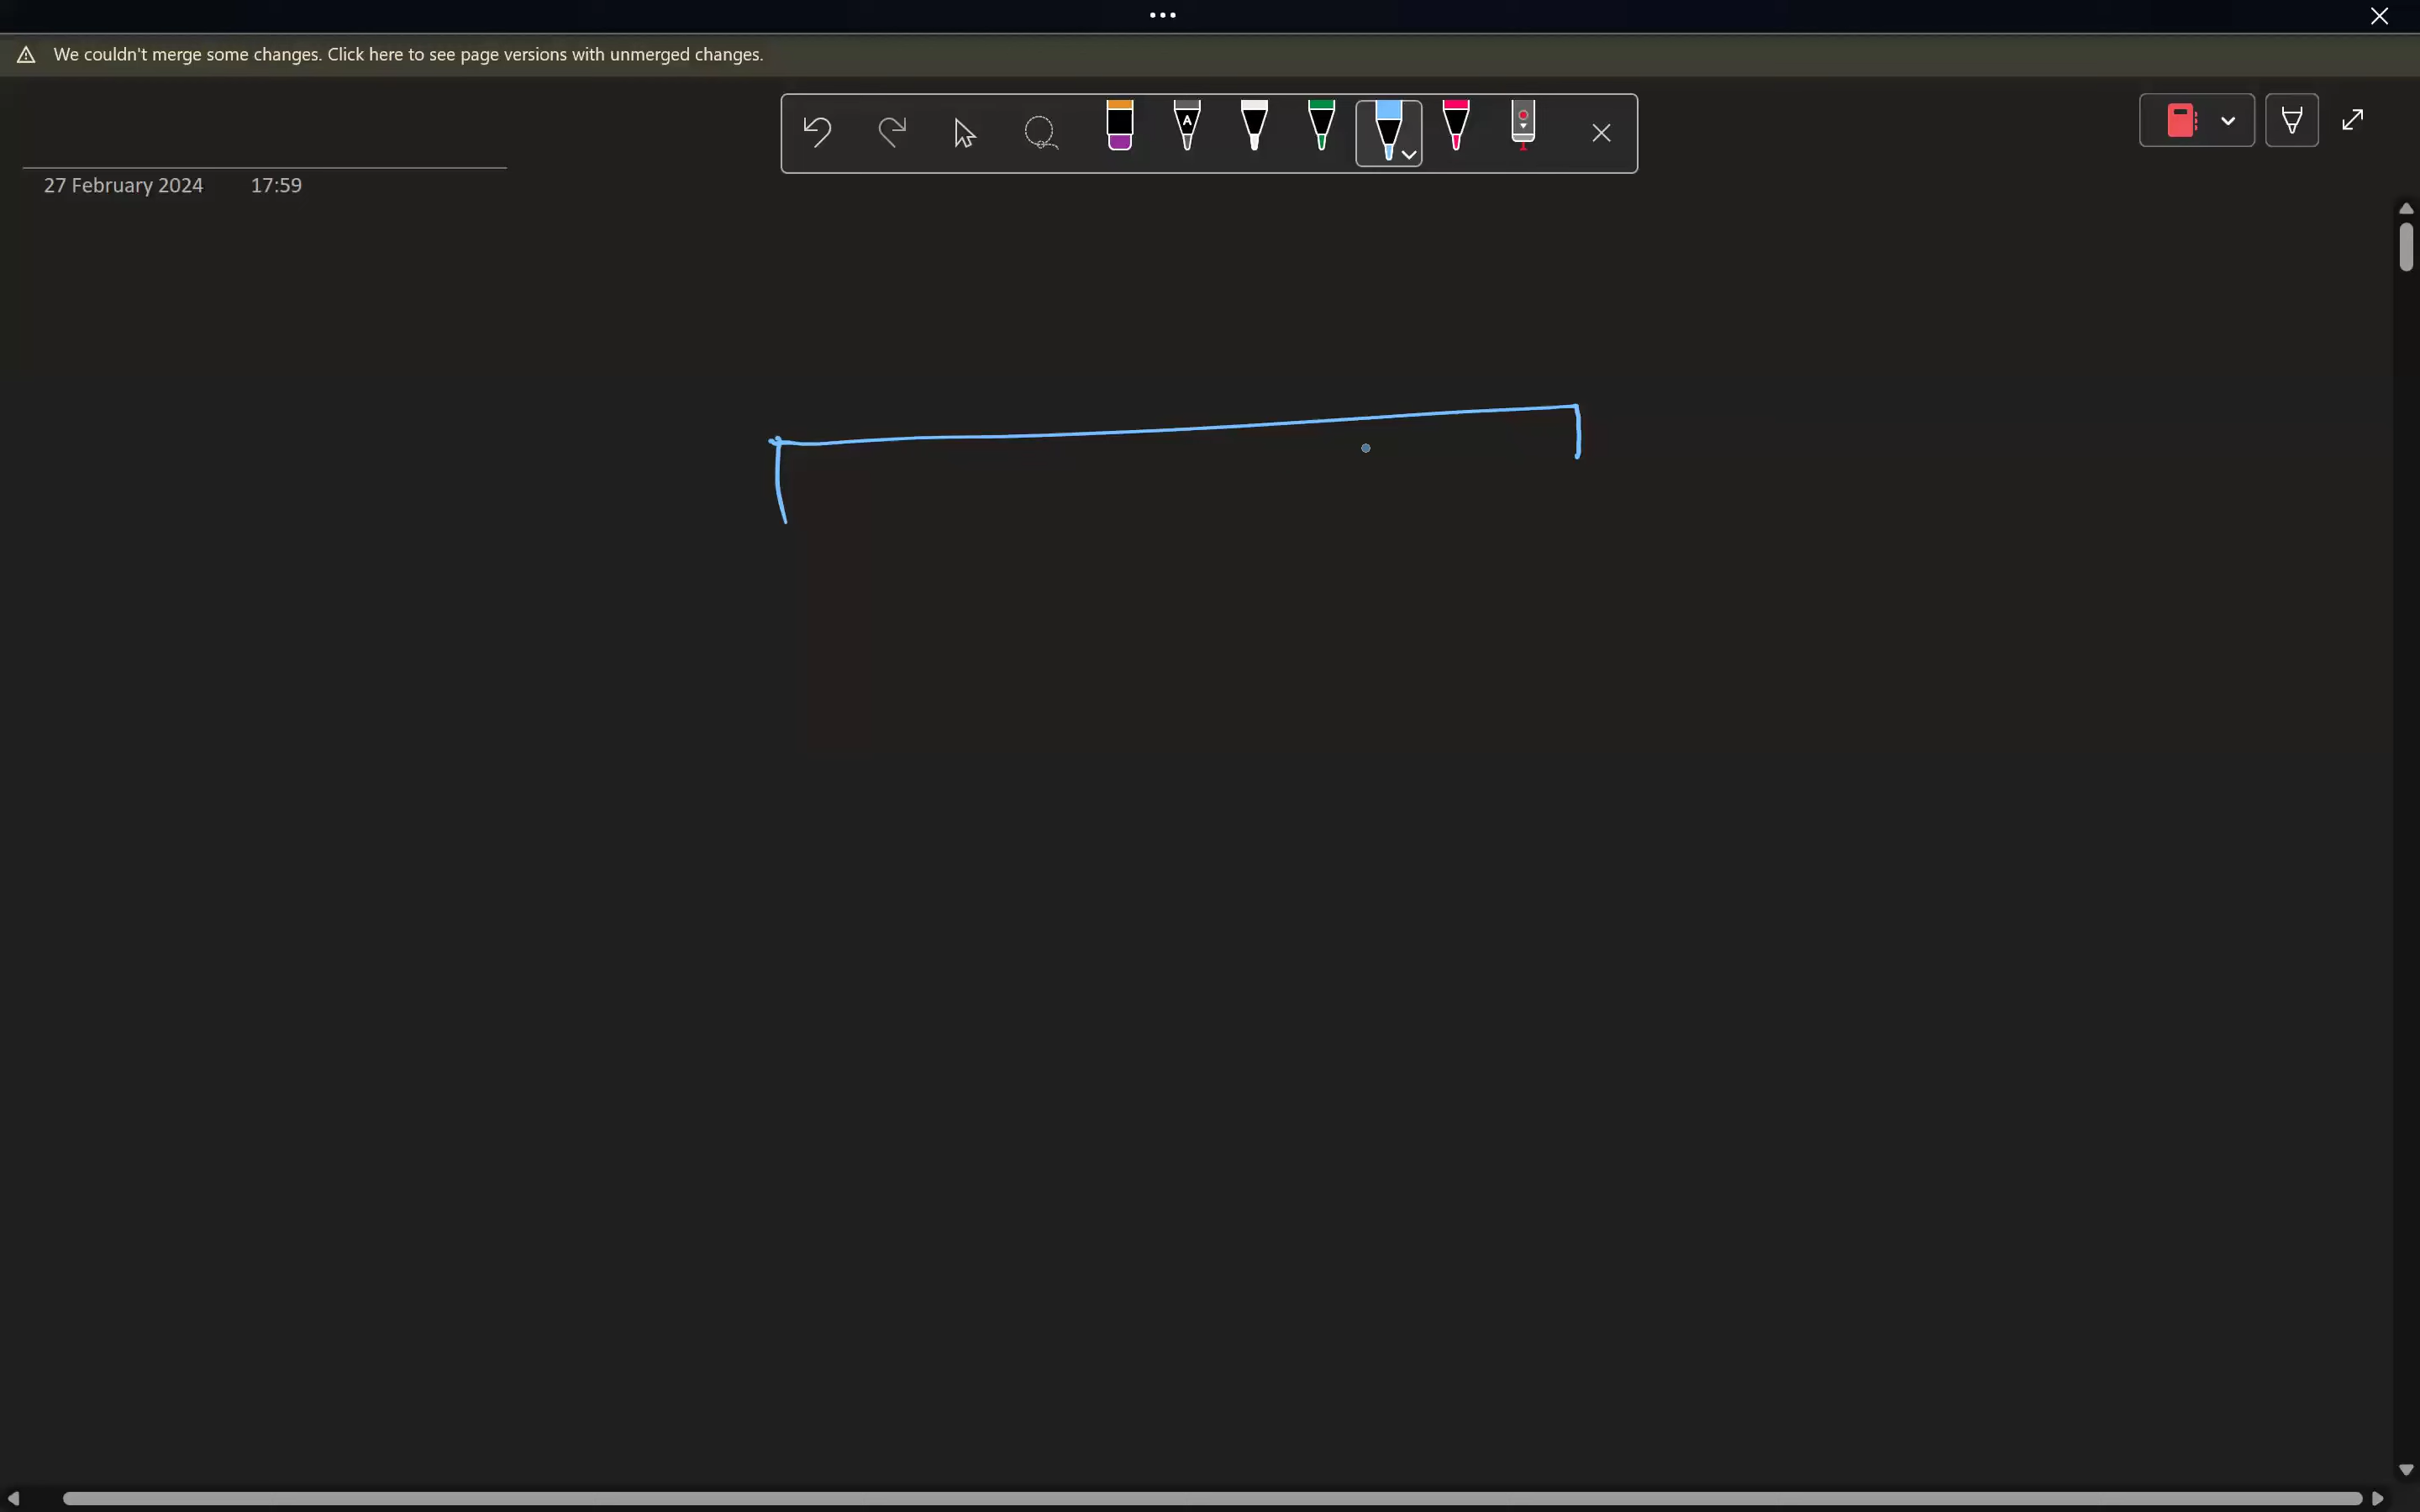 We couldn't merge some changes. Click here to see page versions with unmerged changes.
A
27 February 2024 17:59